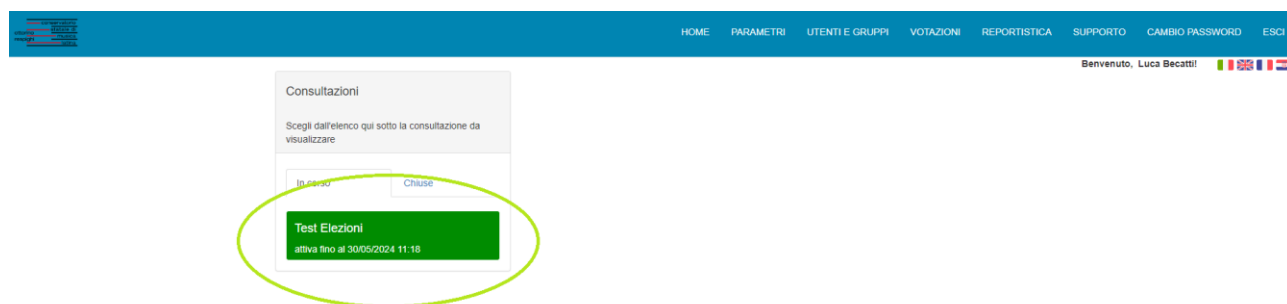 HOME PARAMETRI UTENTI E GRUPPI VOTAZIONI REPORTISTICA SUPPORTO CAMBIO PASSWORD ESCI
Benvenuto, Luca Becatti!
Consultazioni
Scegli dall'elenco qui sotto la consultazione da
visualizzare
In corso Chiuse
Test Elezioni
attiva fino al 30/05/2024 11:18